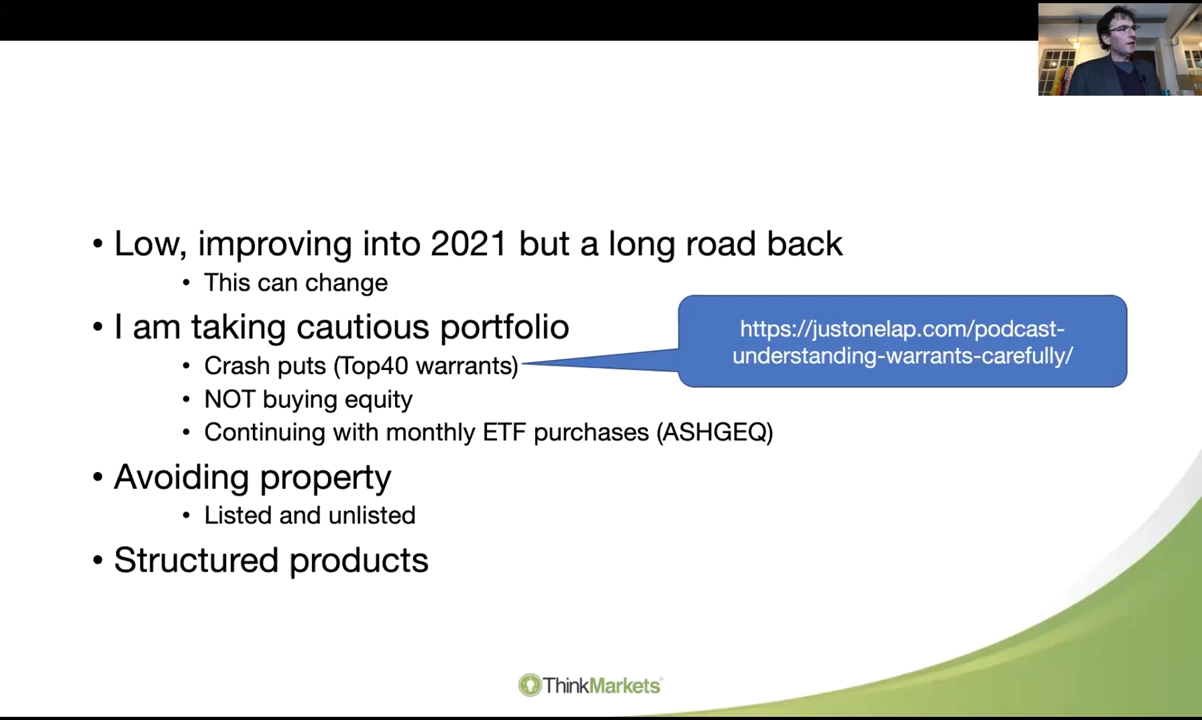 • Low, improving into 2021 but a long road back
• This can change
• I am taking cautious portfolio
• Crash puts (Top40 warrants)
https://justonelap.com/podcast-
understanding-warrants-carefully/
• NOT buying equity
• Continuing with monthly ETF purchases (ASHGEQ)
• Avoiding property
• Listed and unlisted
• Structured products
ThinkMarkets